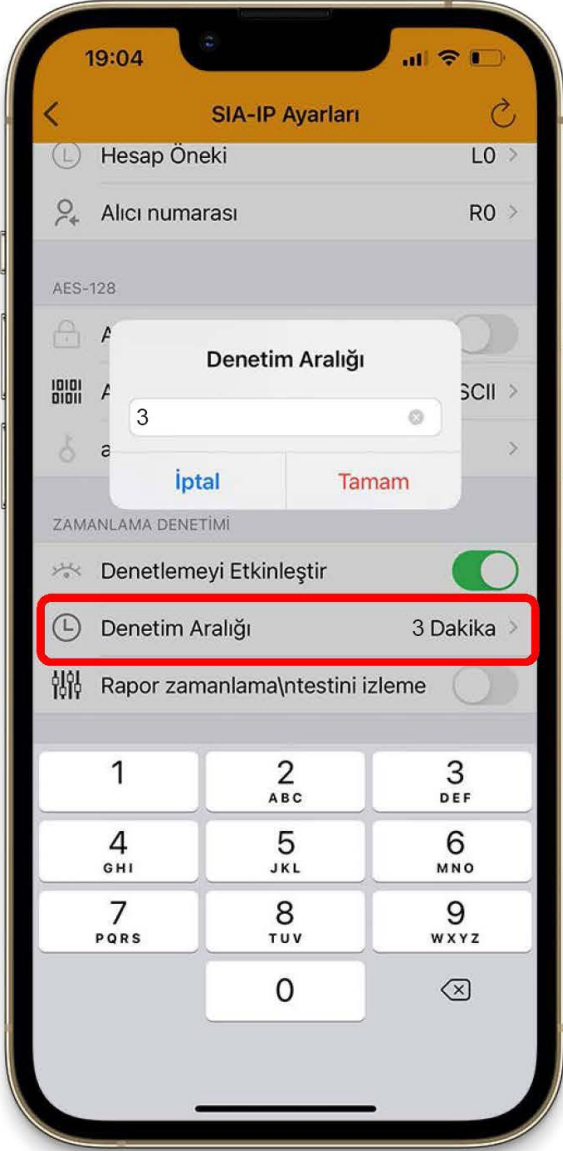 19:04
SIA-IP Ayarları
Hesap Öneki L0
Alıcı numarası R0
AES-128
A
Denetim Aralığı
A SCII
3
a
İptal Tamam
ZAMANLAMA DENETİMİ
Denetlemeyi Etkinleştir
Denetim Aralığı 3 Dakika
Rapor zamanlama\ntestini izleme
1 2 3
ABC DEF
4 5 6
GHI JKL MNO
7 8 9
PQRS TUV WXYZ
0